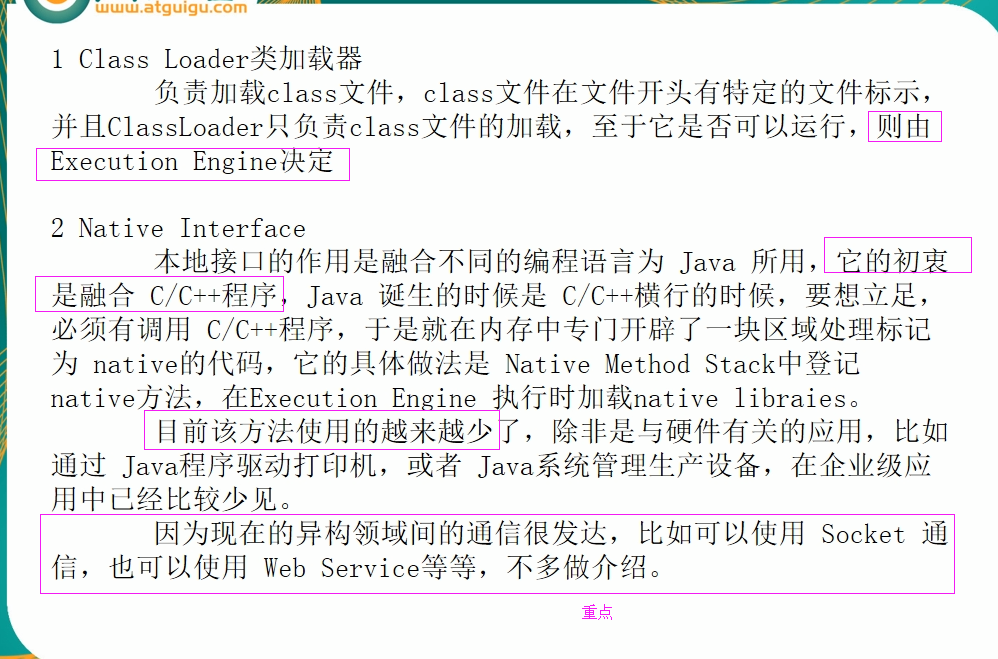 www.atguigu.com
1 Class Loader类加载器
负责加载class文件，class文件在文件开头有特定的文件标示，
并且ClassLoader只负责class文件的加载，至于它是否可以运行，则由
Execution Engine决定
2 Native Interface
本地接口的作用是融合不同的编程语言为 Java 所用，它的初衷
是融合 C/C++程序，Java 诞生的时候是 C/C++横行的时候，要想立足，
必须有调用 C/C++程序，于是就在内存中专门开辟了一块区域处理标记
为 native的代码，它的具体做法是 Native Method Stack中登记
native方法，在Execution Engine 执行时加载native libraies。
目前该方法使用的越来越少了，除非是与硬件有关的应用，比如
通过 Java程序驱动打印机，或者 Java系统管理生产设备，在企业级应
用中已经比较少见。
因为现在的异构领域间的通信很发达，比如可以使用 Socket 通
信，也可以使用 Web Service等等，不多做介绍。
重点